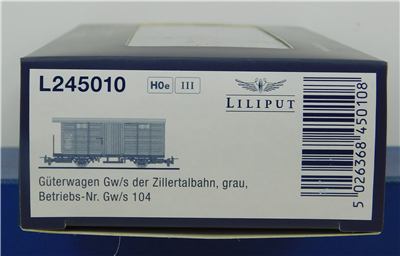 L245010 H0e III
LILIPUT
Güterwagen Gw/s der Zillertalbahn, grau,
Betriebs-Nr. Gw/s 104
5 026368 450108